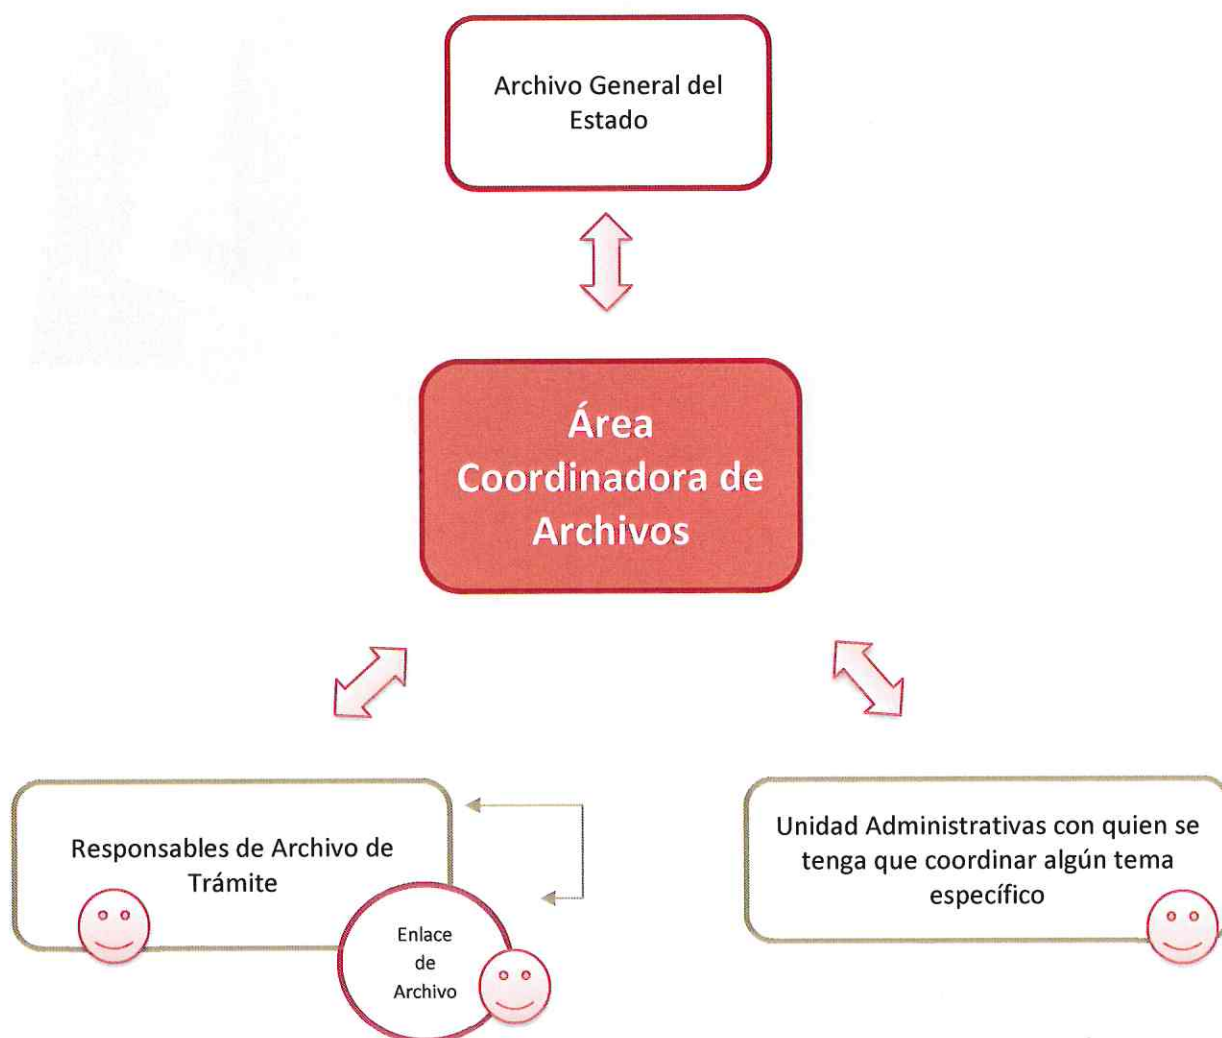 Archivo General del
Estado
Área
Coordinadora de
Archivos
Responsables de Archivo de
Trámite
Enlace
de
Archivo
Unidad Administrativas con quien se
tenga que coordinar algún tema
específico